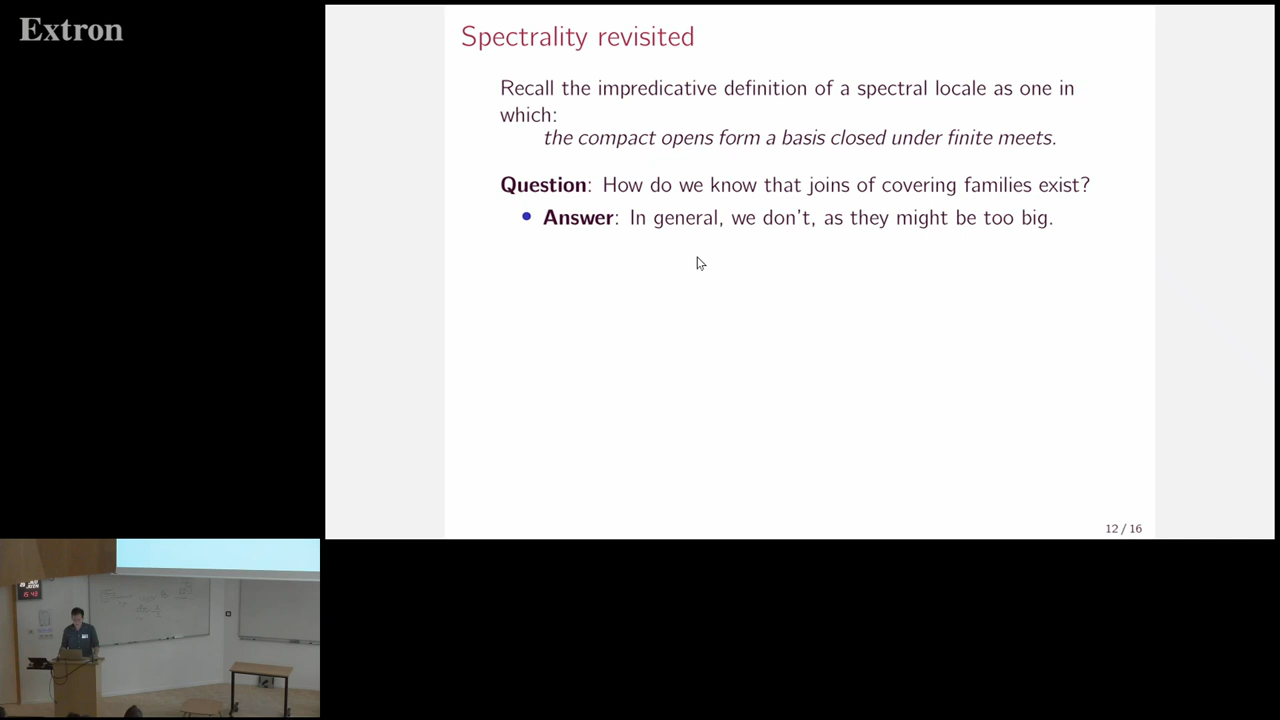 Extron
Spectrality revisited
Recall the impredicative definition of a spectral locale as one in
which:
the compact opens form a basis closed under finite meets.
Question: How do we know that joins of covering families exist?
• Answer: In general, we don't, as they might be too big.
12 / 16
15:43